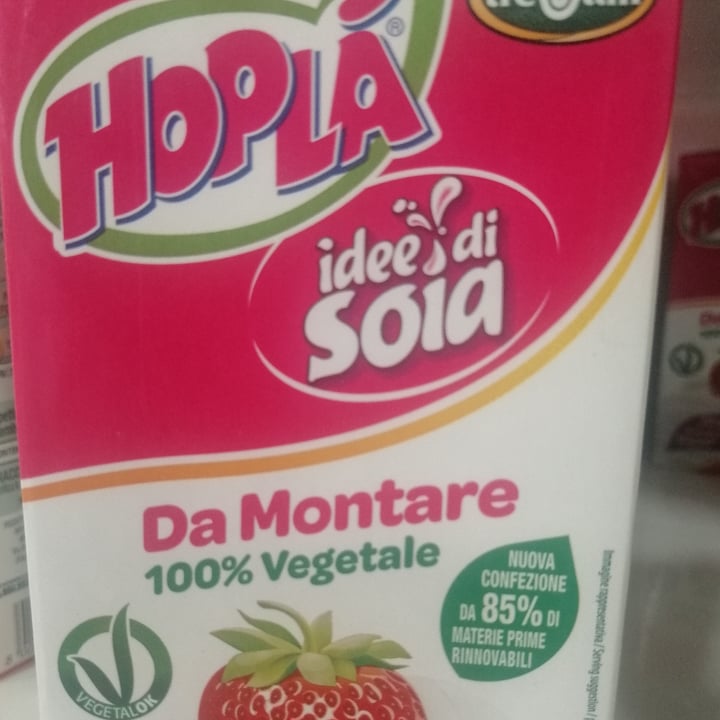 HOPLÀ®
idee di
soia
Da Montare
100% Vegetale
NUOVA
CONFEZIONE
DA 85% DI
MATERIE PRIME
RINNOVABILI
VEGETALOK